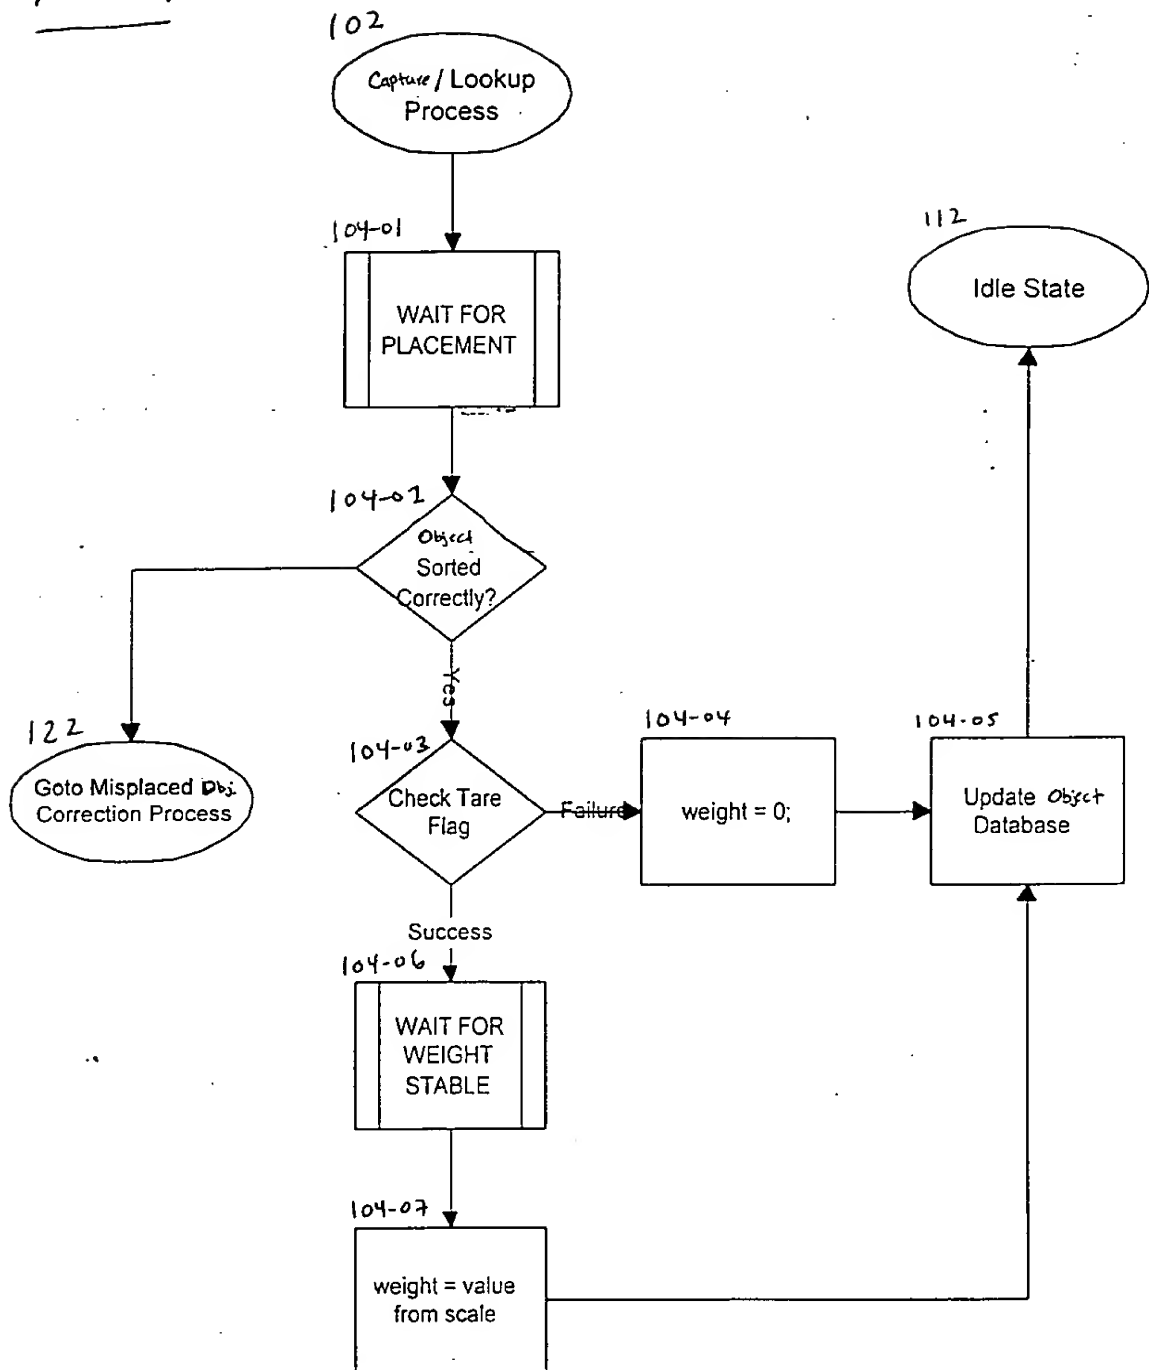 102
Capture / Lookup
Process
104-01
WAIT FOR
PLACEMENT
112
Idle State
104-02
Object
Sorted
Correctly?
Yes
122
Goto Misplaced Obj.
Correction Process
104-03
Check Tare
Flag
Failure
104-04
weight = 0;
104-05
Update Object
Database
Success
104-06
WAIT FOR
WEIGHT
STABLE
104-07
weight = value
from scale